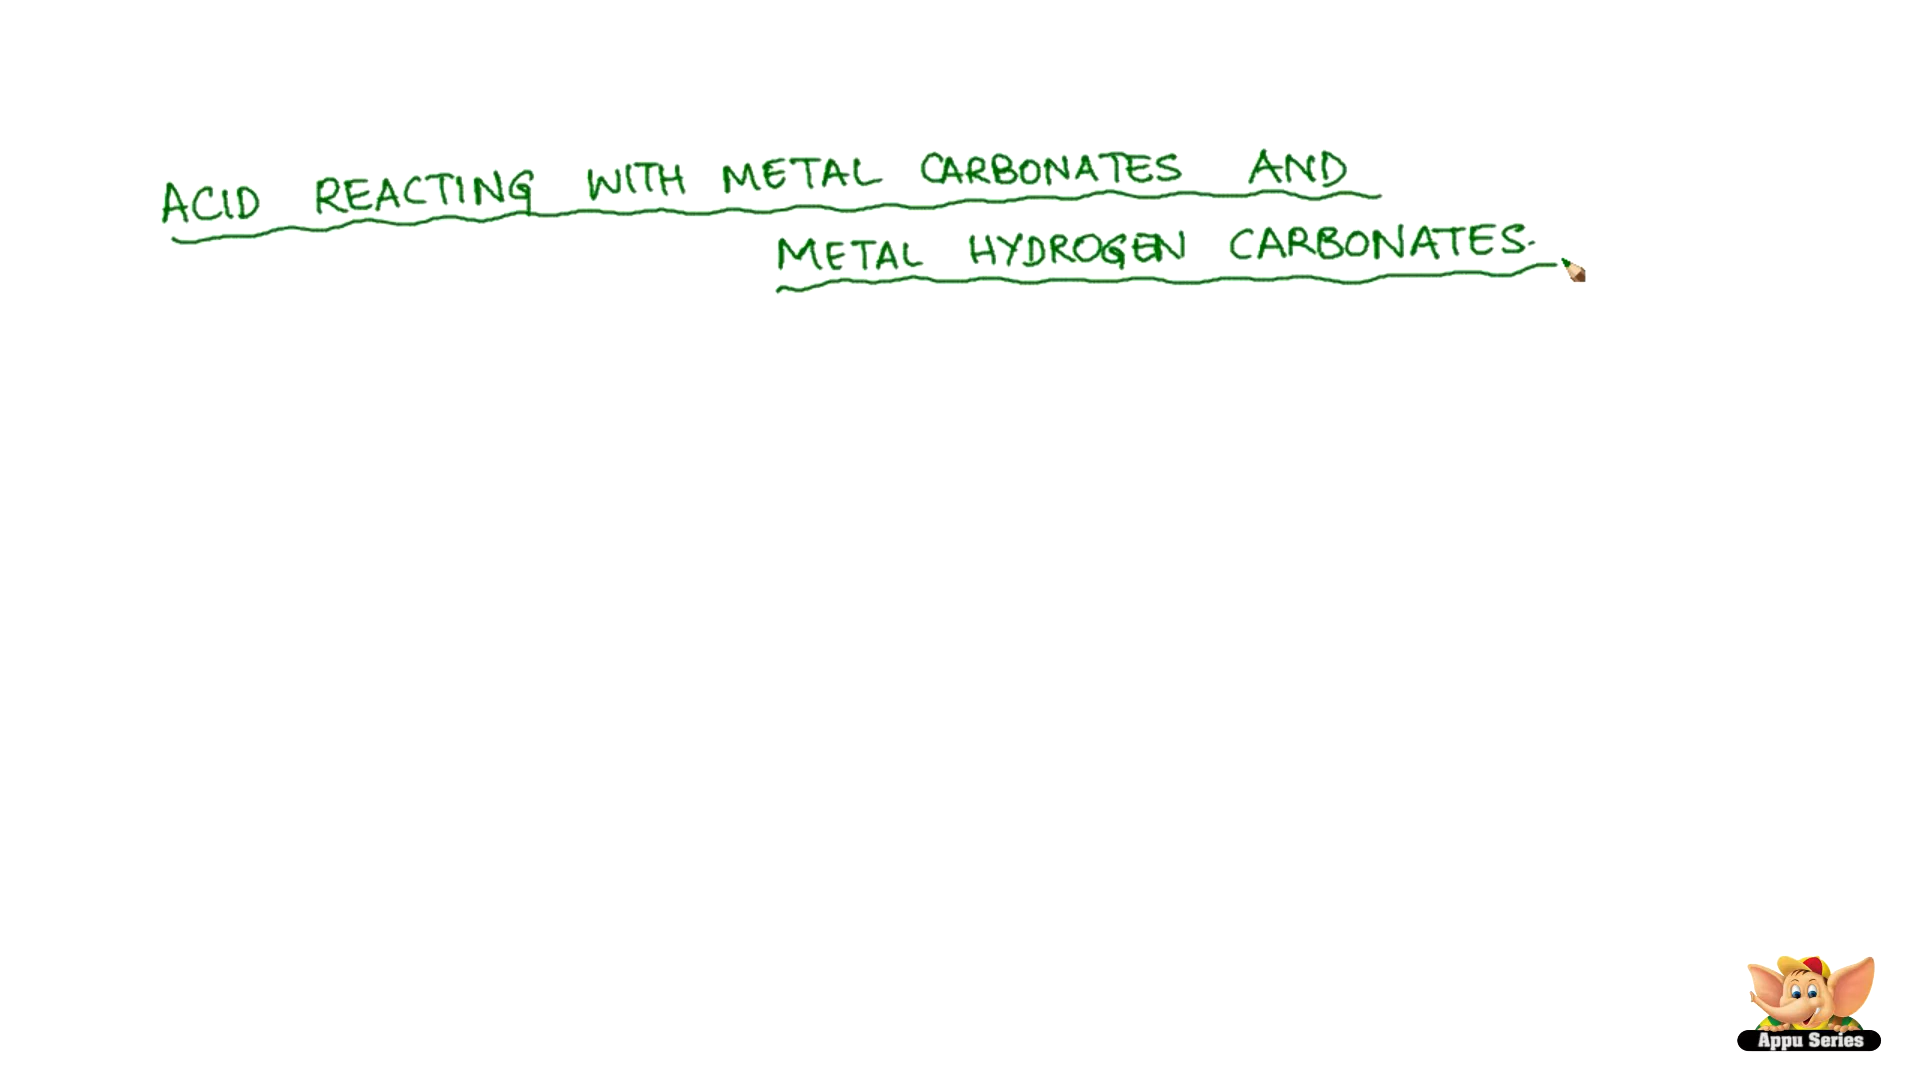 ACID REACTING WITH METAL CARBONATES AND
METAL HYDROGEN CARBONATES.
Appu Series